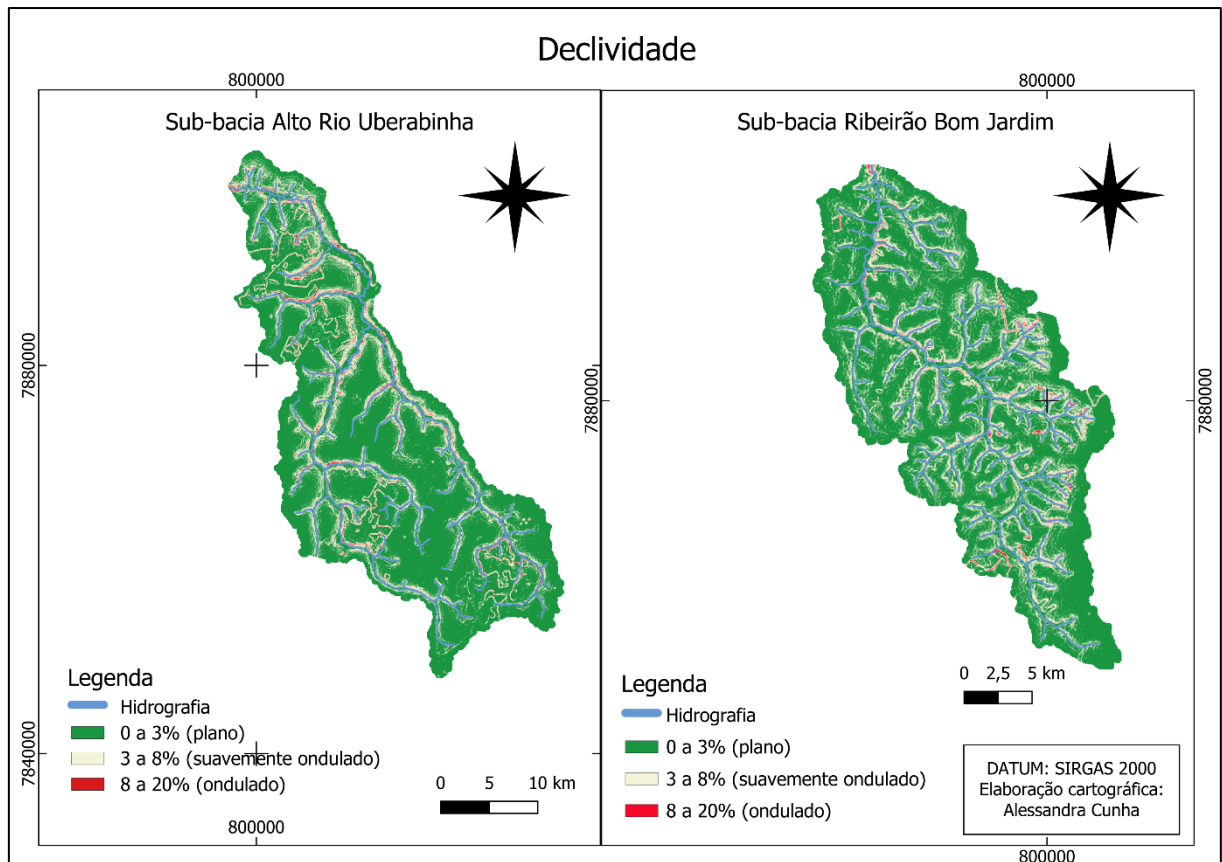 Declividade
800000
800000
Sub-bacia Alto Rio Uberabinha
Sub-bacia Ribeirão Bom Jardim
7880000
7880000
7880000
Legenda
Hidrografia
0 a 3% (plano)
3 a 8% (suavemente ondulado)
8 a 20% (ondulado)
7840000
0 5 10 km
800000
0 2,5 5 km
Legenda
Hidrografia
0 a 3% (plano)
3 a 8% (suavemente ondulado)
8 a 20% (ondulado)
DATUM: SIRGAS 2000
Elaboração cartográfica:
Alessandra Cunha
800000